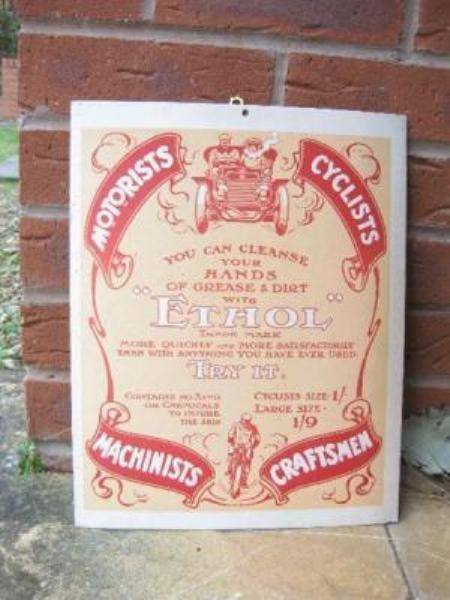 MOTORISTS
CYCLISTS
YOU CAN CLEANSE
YOUR
HANDS
OF GREASE & DIRT
WITH
"ETHOL"
TRADE MARK
MORE QUICKLY AND MORE SATISFACTORILY
THAN WITH ANYTHING YOU HAVE EVER USED.
TRY IT.
CONTAINS NO ACID
OR CHEMICALS
TO INJURE
THE SKIN
CYCLISTS SIZE - 1/-
LARGE SIZE -
1/9
MACHINISTS
CRAFTSMEN